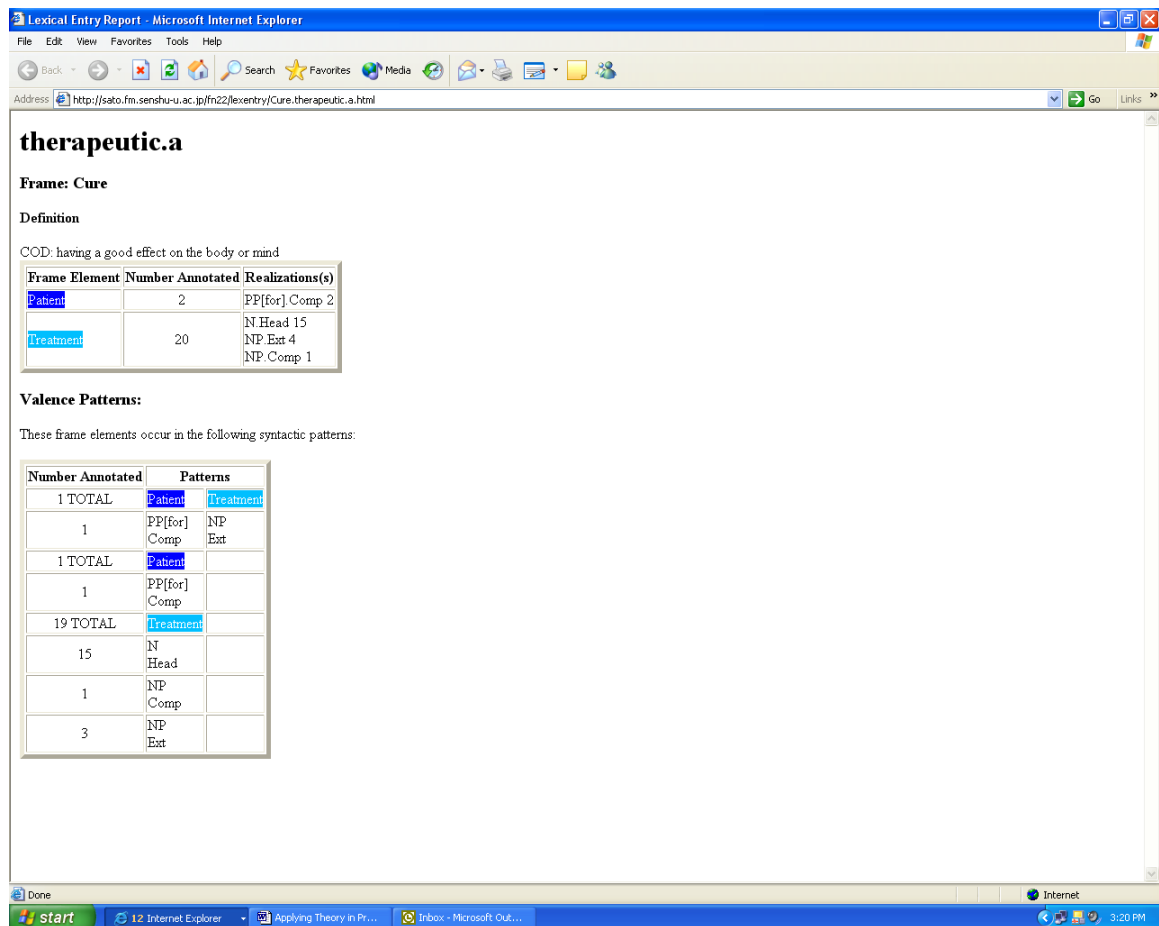 Lexical Entry Report - Microsoft Internet Explorer
File Edit View Favorites Tools Help
Back Search Favorites Media
Address http://sato.fm.senshu-u.ac.jp/fn22/lexentry/Cure.therapeutic.a.html Go Links »
therapeutic.a
Frame: Cure
Definition
COD: having a good effect on the body or mind
Frame Element Number Annotated Realizations(s)
Patient 2 PP[for].Comp 2
Treatment 20 N.Head 15
NP.Ext 4
NP.Comp 1
Valence Patterns:
These frame elements occur in the following syntactic patterns:
Number Annotated Patterns
1 TOTAL Patient Treatment
1 PP[for] Comp NP Ext
1 TOTAL Patient
1 PP[for] Comp
19 TOTAL Treatment
15 N Head
1 NP Comp
3 NP Ext
Done Internet
start 12 Internet Explorer Applying Theory in Pr... Inbox - Microsoft Out... 3:20 PM